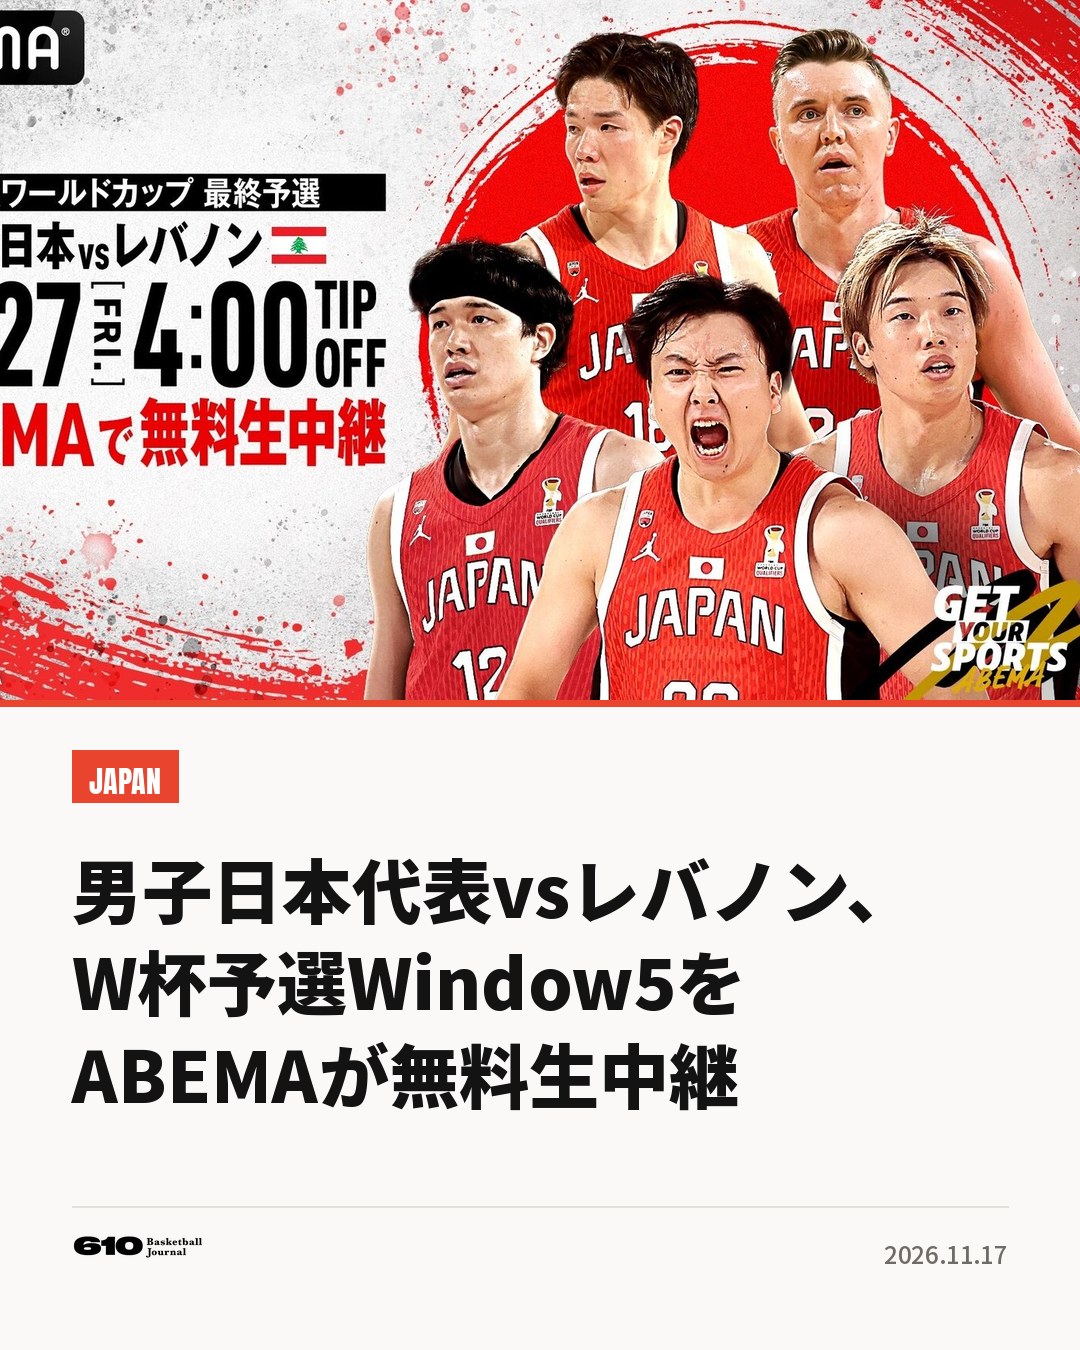 MA®
ワールドカップ 最終予選
日本vsレバノン
27 [FRI.] 4:00 TIP OFF
MAで無料生中継
JAPAN
JAPAN
12
JAPAN
GET
YOUR
SPORTS
ABEMA
JAPAN
男子日本代表vsレバノン、
W杯予選Window5を
ABEMAが無料生中継
610 Basketball Journal
2026.11.17